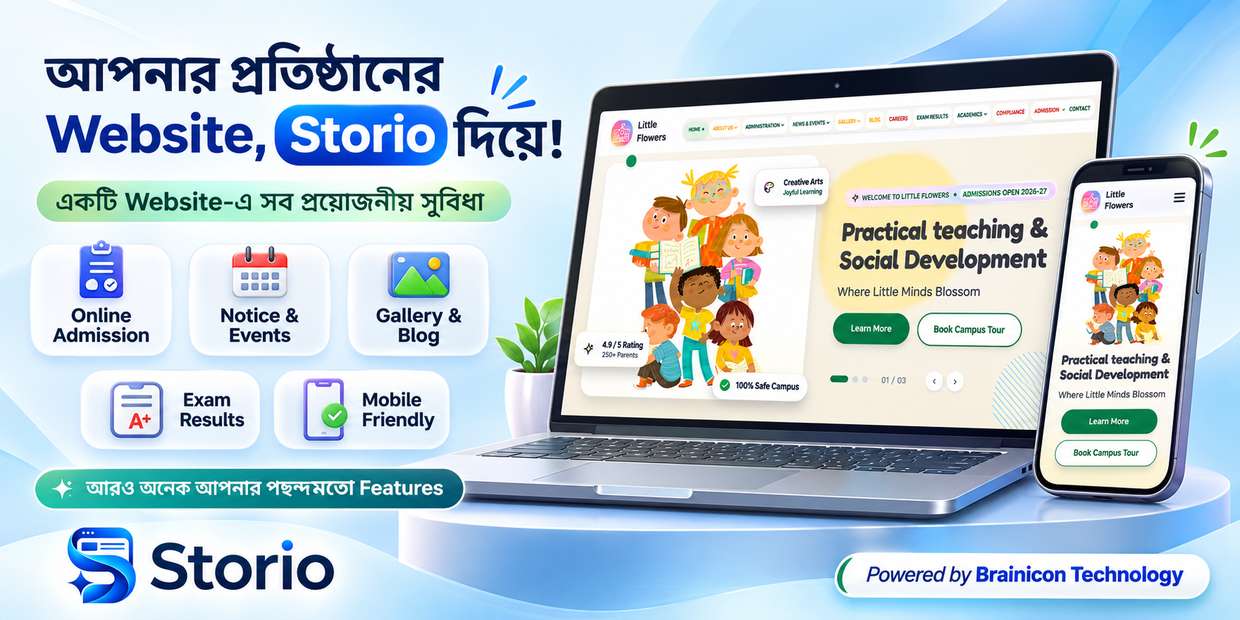 আপনার প্রতিষ্ঠানের
Website, Storio দিয়ে!
একটি Website-এ সব প্রয়োজনীয় সুবিধা
Online
Admission
Notice &
Events
Gallery &
Blog
A+
Exam
Results
Mobile
Friendly
আরও অনেক আপনার পছন্দমতো Features
Storio
Little
Flowers
HOME
ABOUT US
ADMINISTRATION
NEWS & EVENTS
GALLERY
BLOG
CAREERS
EXAM RESULTS
ACADEMICS
COMPLIANCE
ADMISSION
CONTACT
Creative Arts
Joyful Learning
4.9 / 5 Rating
250+ Parents
100% Safe Campus
WELCOME TO LITTLE FLOWERS • ADMISSIONS OPEN 2026-27
Practical teaching &
Social Development
Where Little Minds Blossom
Learn More
Book Campus Tour
01 / 03
Little
Flowers
Practical teaching &
Social Development
Where Little Minds Blossom
Learn More
Book Campus Tour
Powered by Brainicon Technology